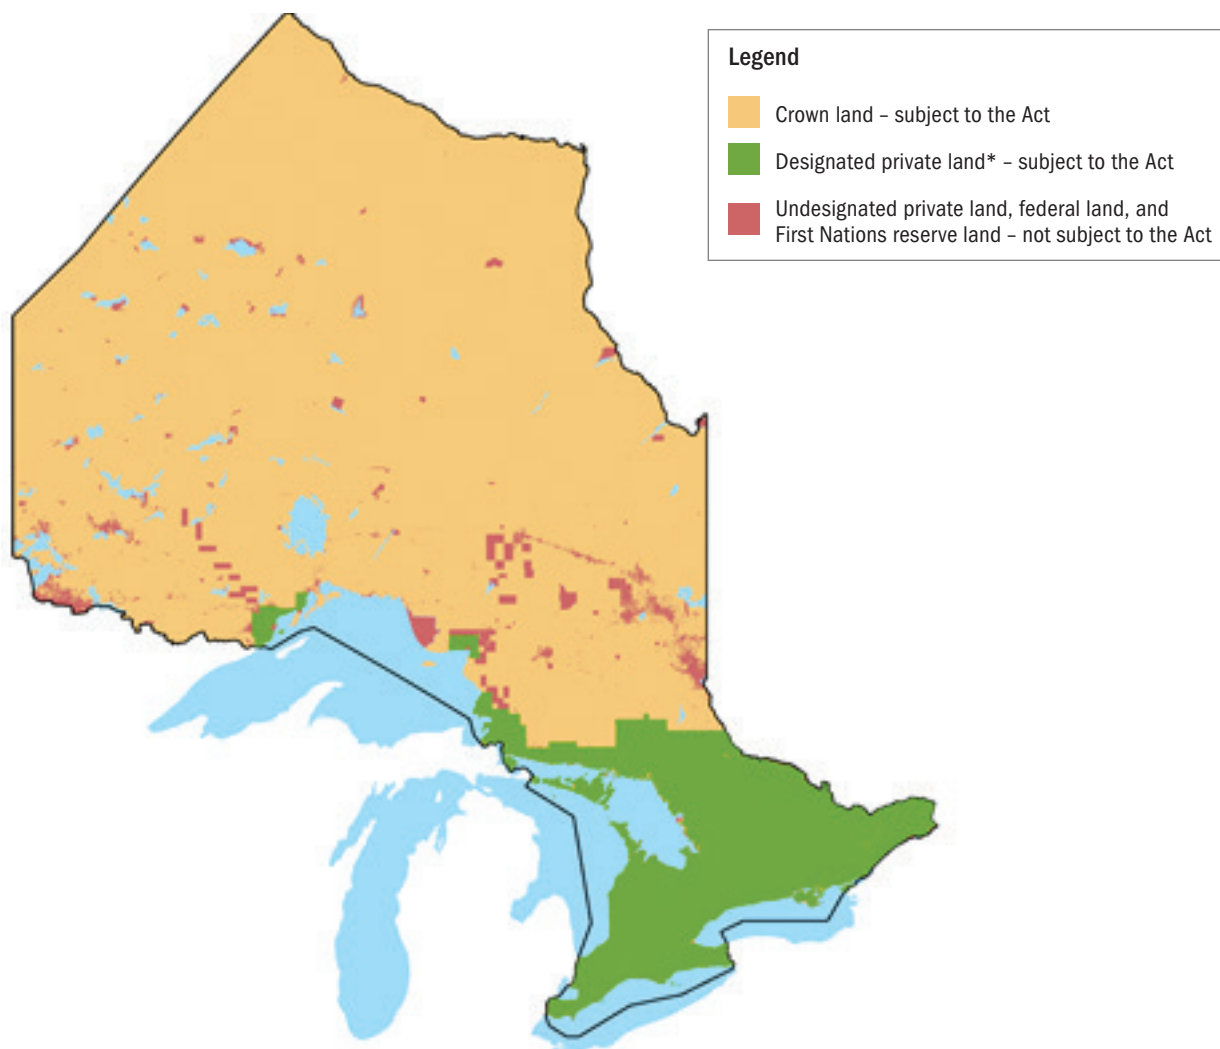 Legend
Crown land – subject to the Act
Designated private land* – subject to the Act
Undesignated private land, federal land, and
First Nations reserve land – not subject to the Act